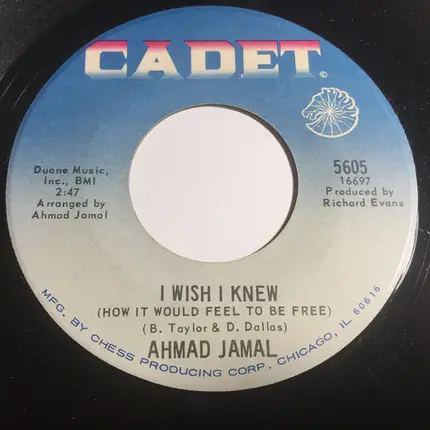 CADET
©
Duane Music,
Inc., BMI
2:47
Arranged by
Ahmad Jamal
5605
16697
Produced by
Richard Evans
I WISH I KNEW
(HOW IT WOULD FEEL TO BE FREE)
(B. Taylor & D. Dallas)
AHMAD JAMAL
MFG. BY CHESS PRODUCING CORP. CHICAGO, IL 60616